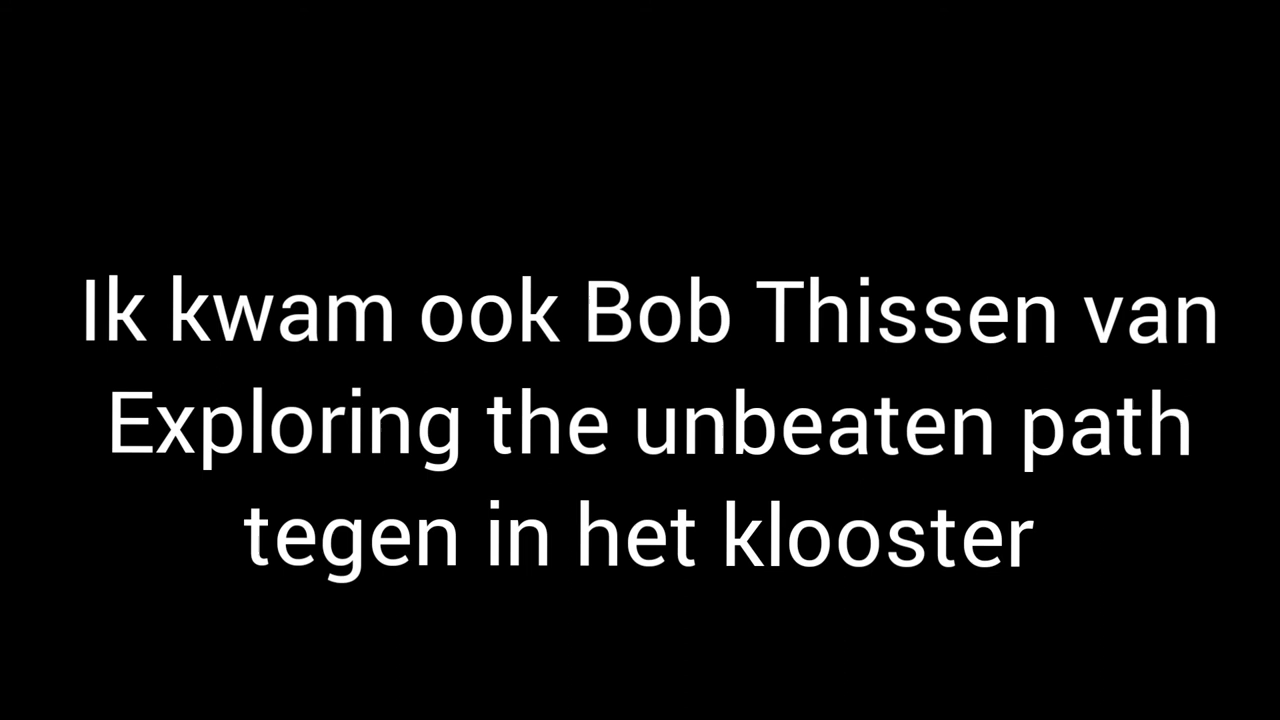 Ik kwam ook Bob Thissen van
Exploring the unbeaten path
tegen in het klooster